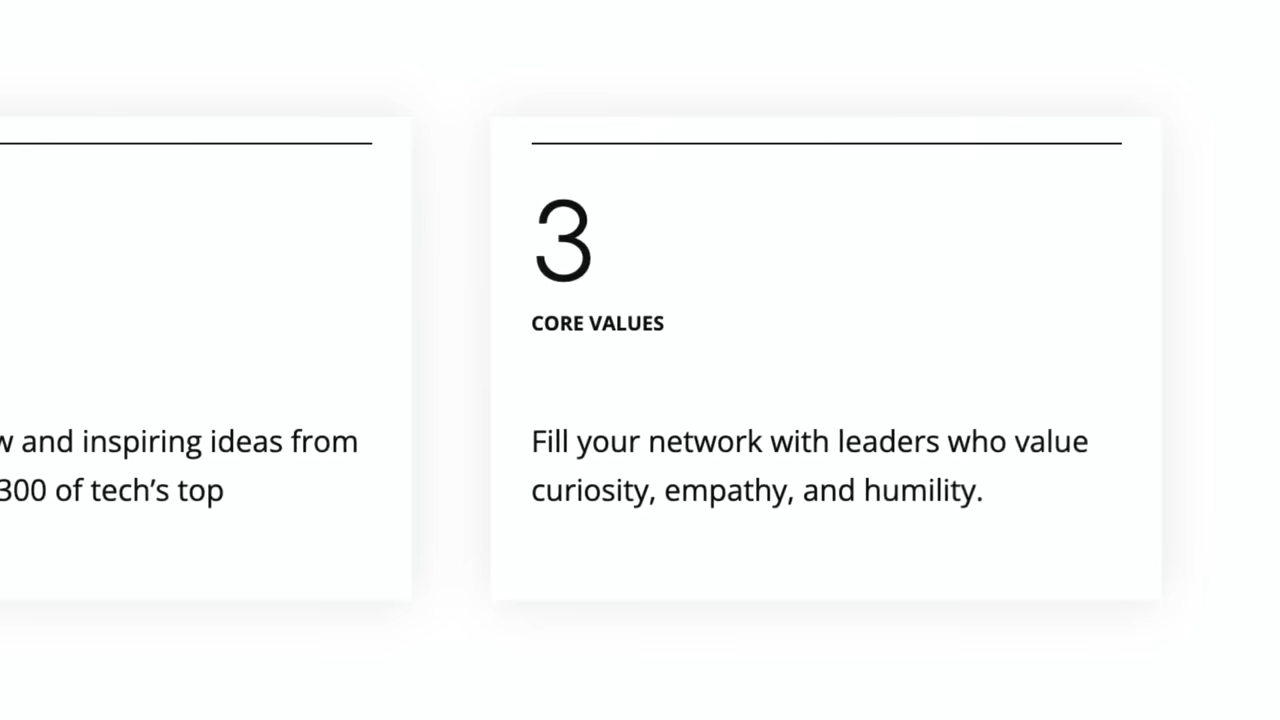 and inspiring ideas from
300 of tech’s top
3
CORE VALUES
Fill your network with leaders who value
curiosity, empathy, and humility.